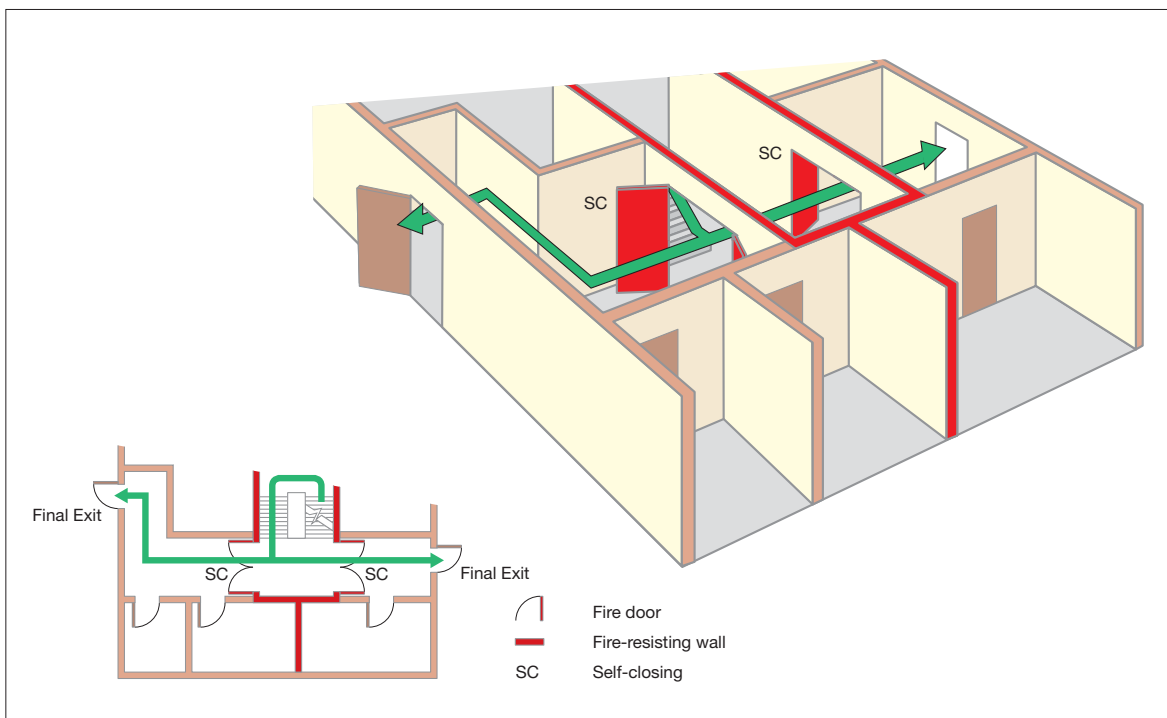 SC
SC
Final Exit
SC
SC
Final Exit
Fire door
Fire-resisting wall
SC
Self-closing